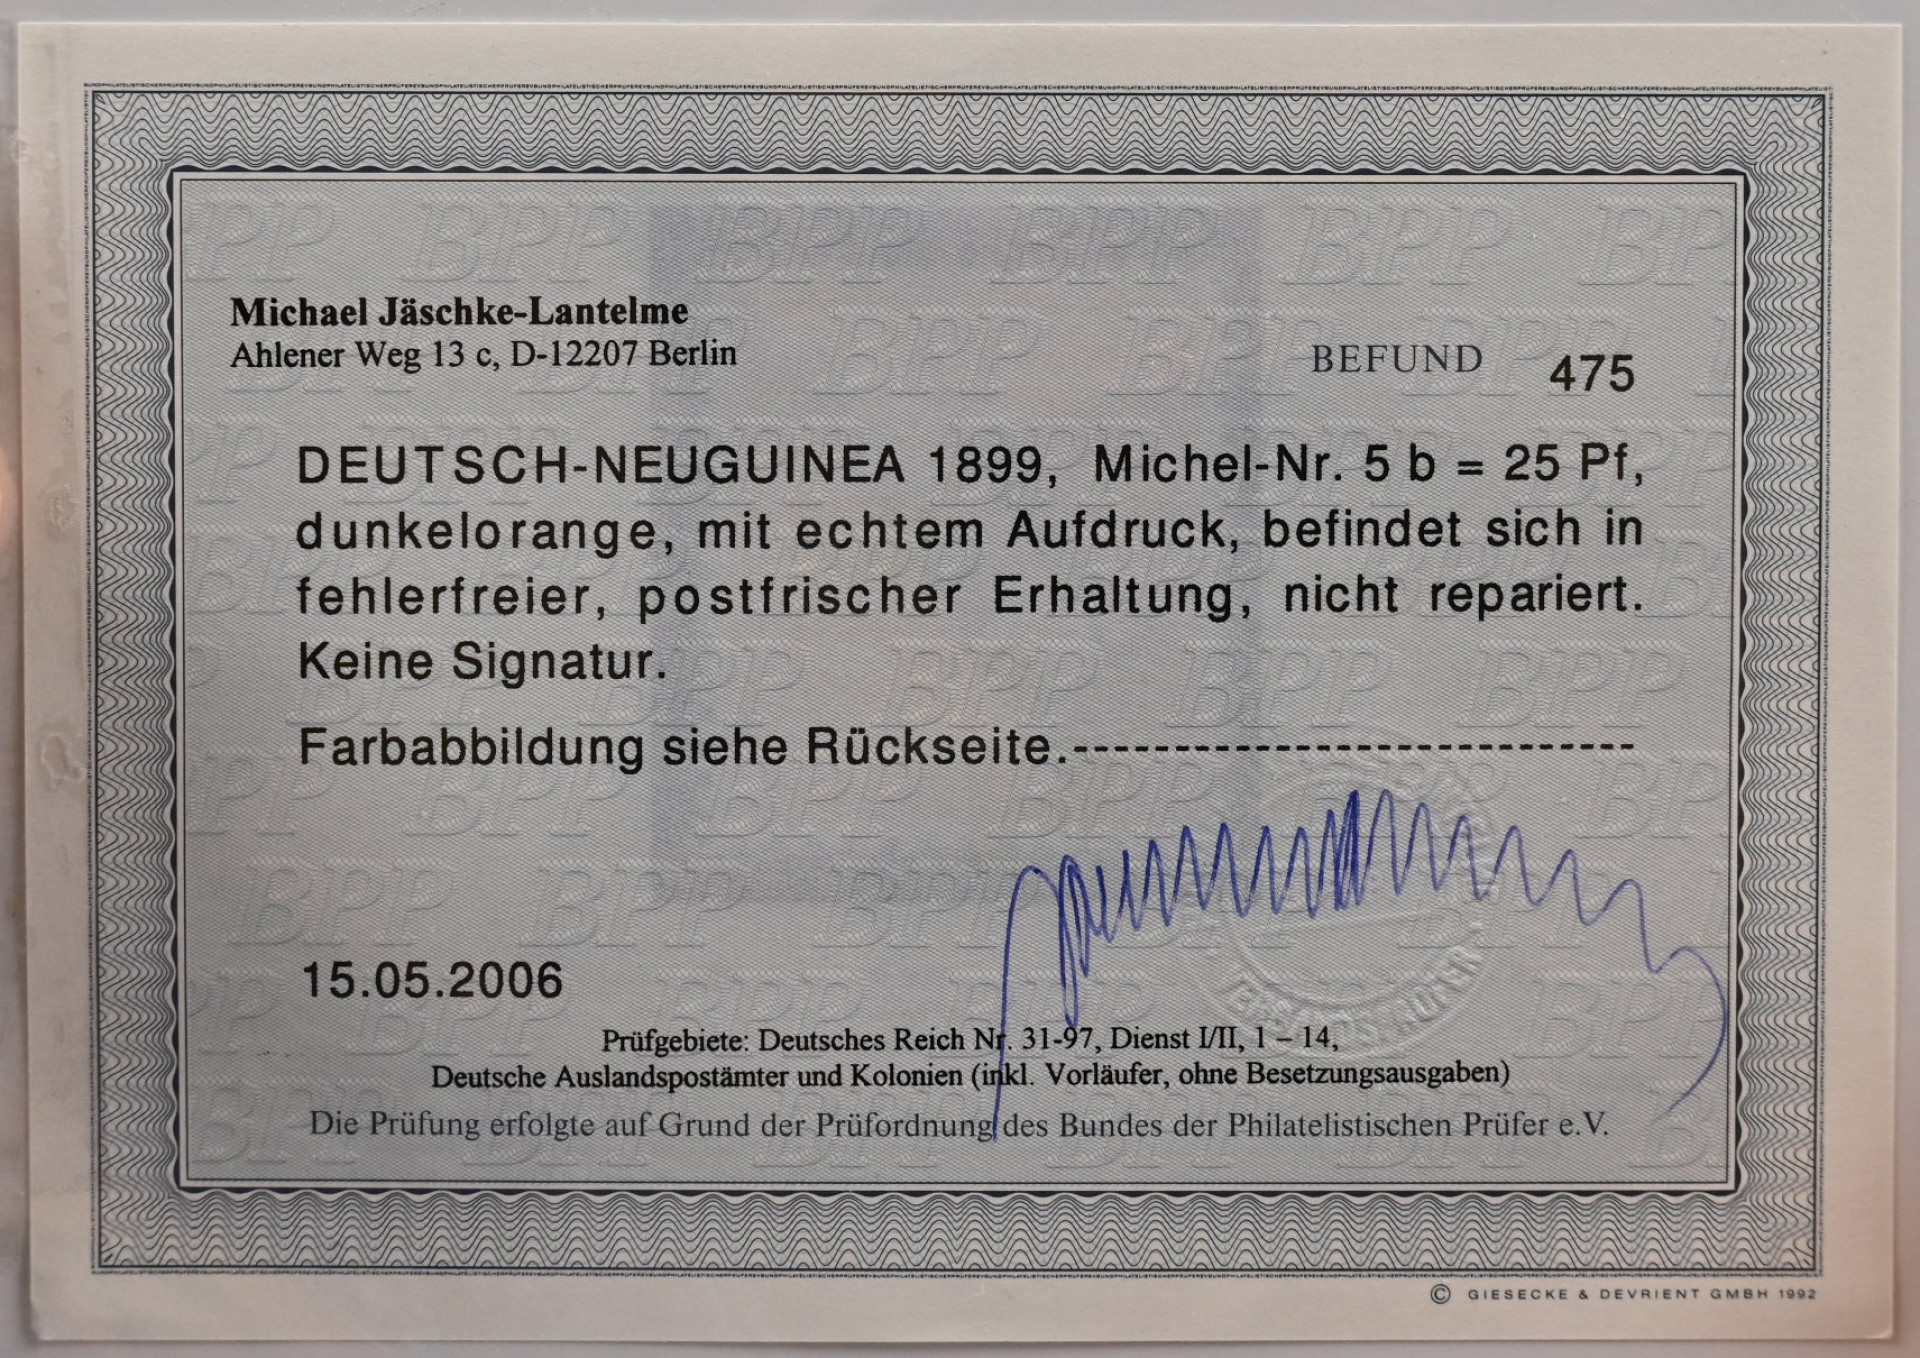 Michael Jäschke-Lantelme
Ahlener Weg 13 c, D-12207 Berlin
BEFUND 475
DEUTSCH-NEUGUINEA 1899, Michel-Nr. 5 b = 25 Pf,
dunkelorange, mit echtem Aufdruck, befindet sich in
fehlerfreier, postfrischer Erhaltung, nicht repariert.
Keine Signatur.
Farbabbildung siehe Rückseite.----------------------------
15.05.2006
Prüfgebiete: Deutsches Reich Nr. 31-97, Dienst I/II, 1 – 14,
Deutsche Auslandspostämter und Kolonien (inkl. Vorläufer, ohne Besetzungsausgaben)
Die Prüfung erfolgte auf Grund der Prüfordnung des Bundes der Philatelistischen Prüfer e.V.
© GIESECKE & DEVRIENT GMBH 1992